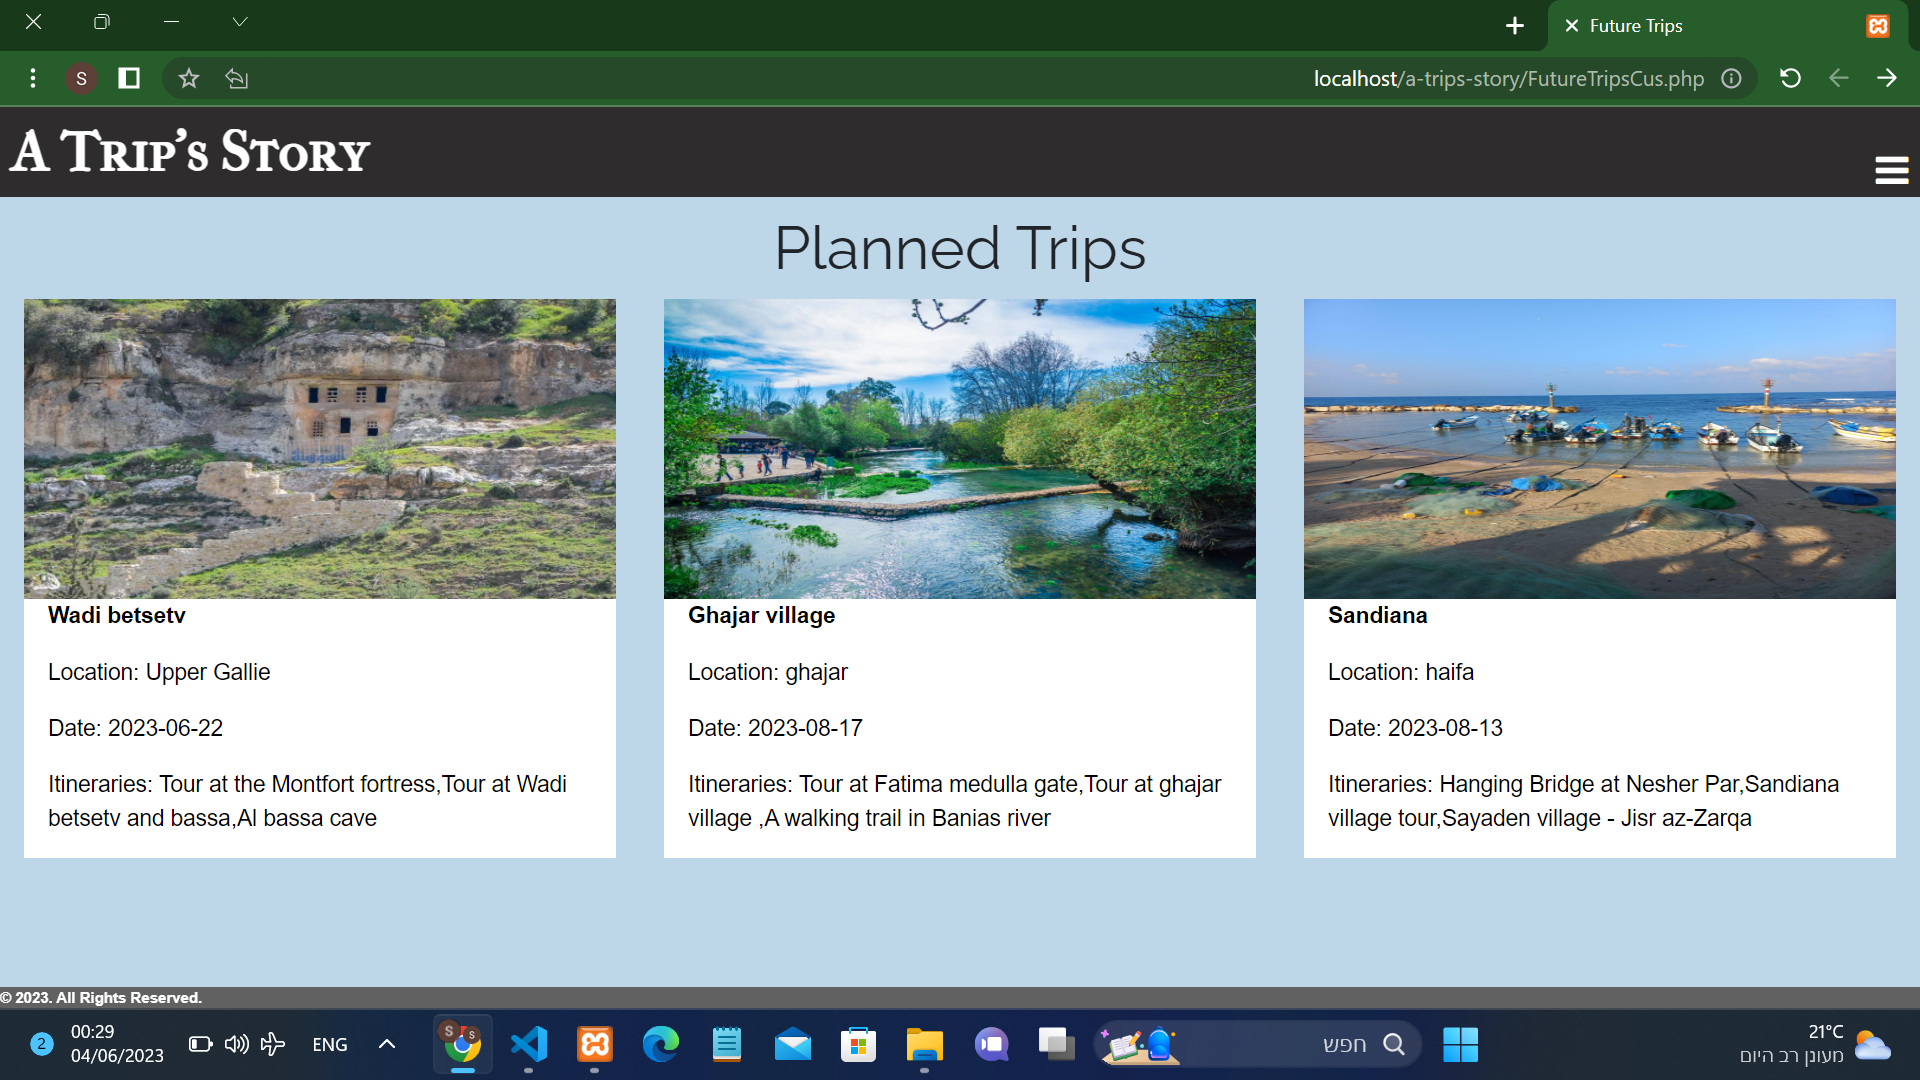 Future Trips
S
localhost/a-trips-story/FutureTripsCus.php
A Trip's Story
Planned Trips
Wadi betsetv
Location: Upper Gallie
Date: 2023-06-22
Itineraries: Tour at the Montfort fortress,Tour at Wadi
betsetv and bassa,Al bassa cave
Ghajar village
Location: ghajar
Date: 2023-08-17
Itineraries: Tour at Fatima medulla gate,Tour at ghajar
village ,A walking trail in Banias river
Sandiana
Location: haifa
Date: 2023-08-13
Itineraries: Hanging Bridge at Nesher Par,Sandiana
village tour,Sayaden village - Jisr az-Zarqa
© 2023. All Rights Reserved.
2
00:29
04/06/2023
ENG
S S
חפש
21°C
מעונן רב היום